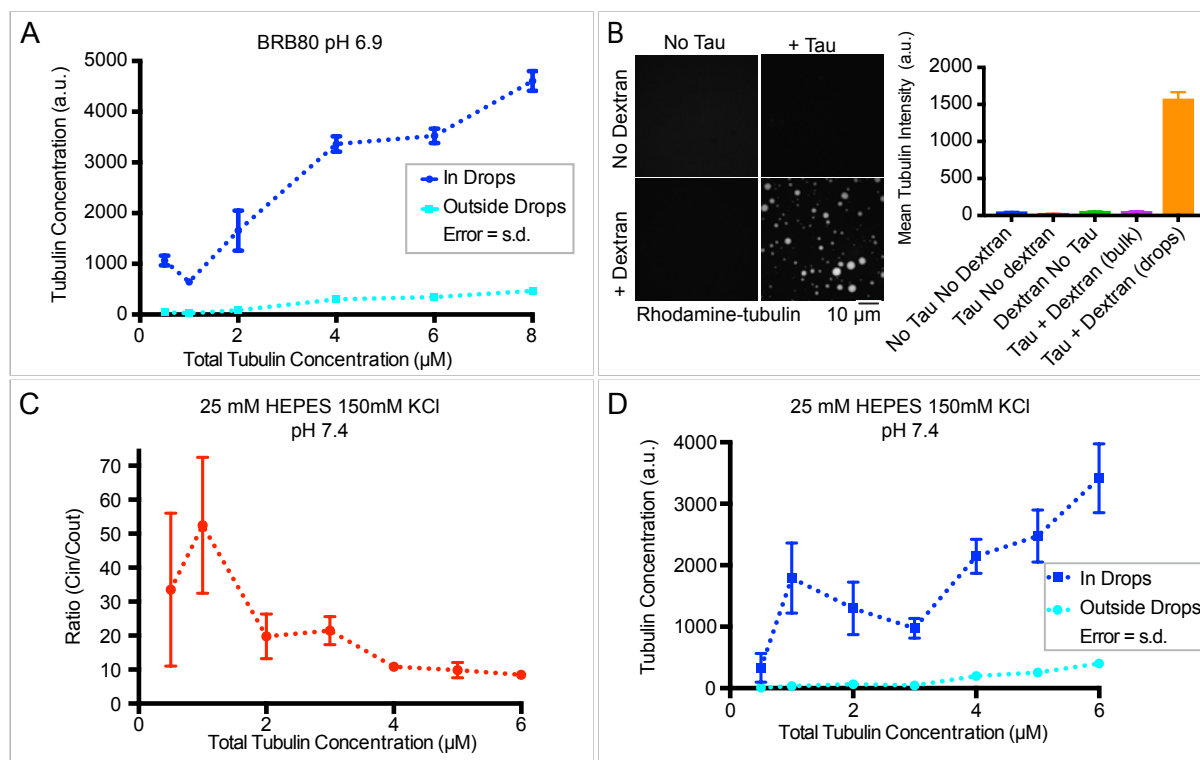 A
BRB80 pH 6.9
Tubulin Concentration (a.u.)
5000
4000
3000
2000
1000
0
In Drops
Outside Drops
Error = s.d.
0
2
4
6
8
Total Tubulin Concentration (µM)
B
No Tau
+ Tau
No Dextran
+ Dextran
Rhodamine-tubulin
10 µm
Mean Tubulin Intensity (a.u.)
2000
1500
1000
500
0
No Tau No Dextran
Tau No dextran
Dextran No Tau
Tau + Dextran (bulk)
Tau + Dextran (drops)
C
25 mM HEPES 150mM KCl
pH 7.4
Ratio (Cin/Cout)
70
60
50
40
30
20
10
0
0
2
4
6
Total Tubulin Concentration (µM)
D
25 mM HEPES 150mM KCl
pH 7.4
Tubulin Concentration (a.u.)
4000
3000
2000
1000
0
In Drops
Outside Drops
Error = s.d.
0
2
4
6
Total Tubulin Concentration (µM)